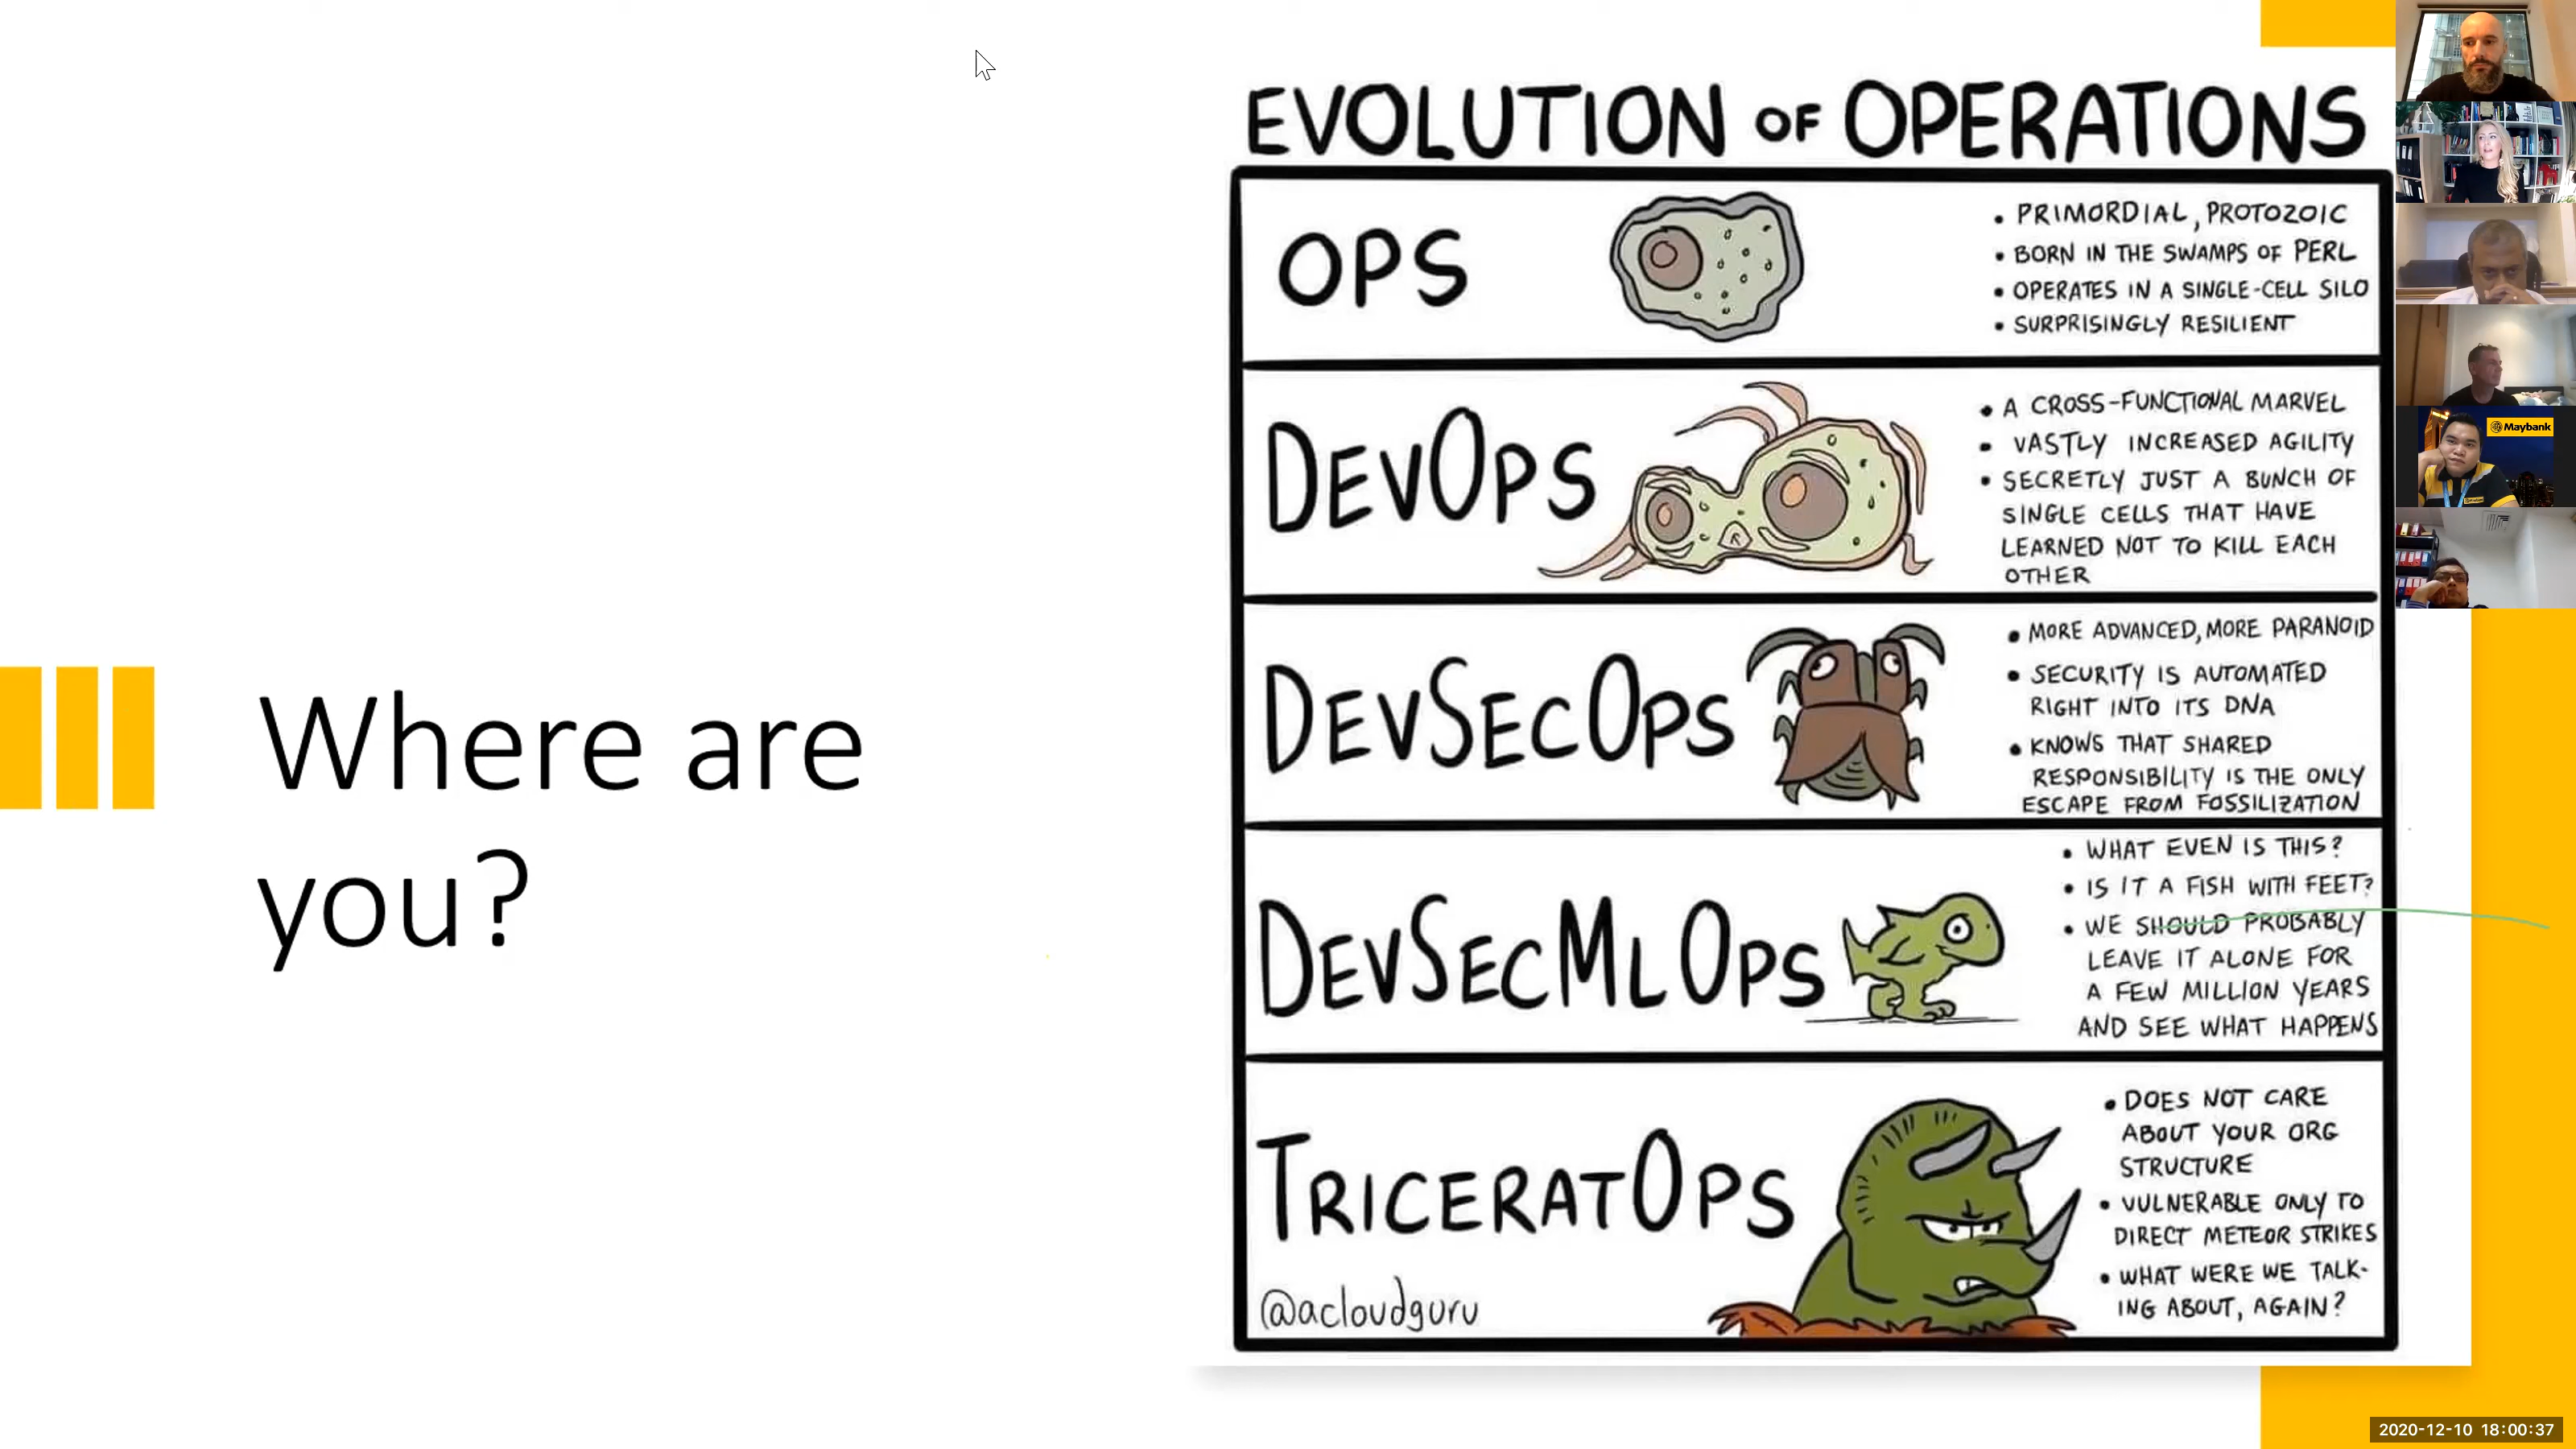 Where are
you?
EVOLUTION OF OPERATIONS
OPS
• PRIMORDIAL, PROTOZOIC
• BORN IN THE SWAMPS OF PERL
• OPERATES IN A SINGLE-CELL SILO
• SURPRISINGLY RESILIENT
DEVOPS
• A CROSS-FUNCTIONAL MARVEL
• VASTLY INCREASED AGILITY
• SECRETLY JUST A BUNCH OF
SINGLE CELLS THAT HAVE
LEARNED NOT TO KILL EACH
OTHER
DEVSECOPS
• MORE ADVANCED, MORE PARANOID
• SECURITY IS AUTOMATED
RIGHT INTO ITS DNA
• KNOWS THAT SHARED
RESPONSIBILITY IS THE ONLY
ESCAPE FROM FOSSILIZATION
DEVSECMLOPS
• WHAT EVEN IS THIS?
• IS IT A FISH WITH FEET?
• WE SHOULD PROBABLY
LEAVE IT ALONE FOR
A FEW MILLION YEARS
AND SEE WHAT HAPPENS
TRICERATOPS
• DOES NOT CARE
ABOUT YOUR ORG
STRUCTURE
• VULNERABLE ONLY TO
DIRECT METEOR STRIKES
• WHAT WERE WE TALK-
ING ABOUT, AGAIN?
@acloudguru
Maybank
2020-12-10 18:00:37